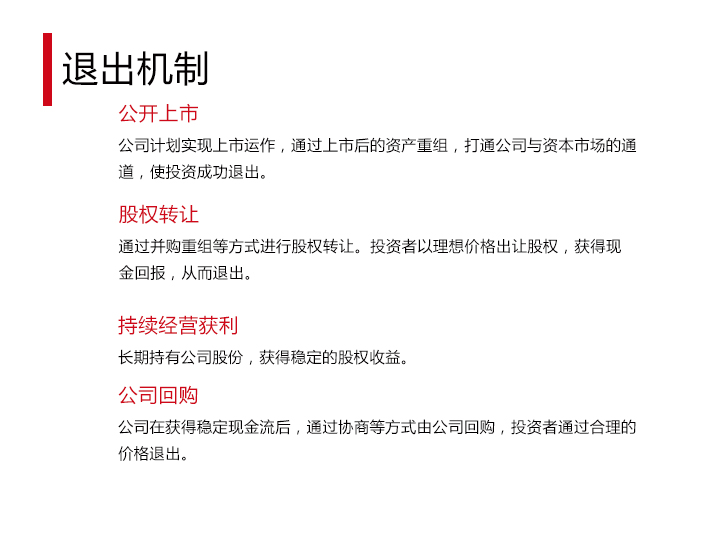 退出机制
公开上市
公司计划实现上市运作，通过上市后的资产重组，打通公司与资本市场的通
道，使投资成功退出。
股权转让
通过并购重组等方式进行股权转让。投资者以理想价格出让股权，获得现
金回报，从而退出。
持续经营获利
长期持有公司股份，获得稳定的股权收益。
公司回购
公司在获得稳定现金流后，通过协商等方式由公司回购，投资者通过合理的
价格退出。